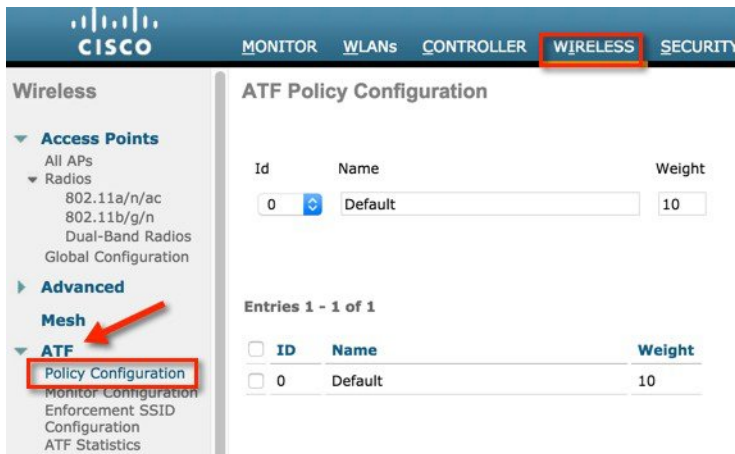 CISCO
MONITOR WLANs CONTROLLER WIRELESS SECURITY
Wireless
Access Points
All APs
Radios
802.11a/n/ac
802.11b/g/n
Dual-Band Radios
Global Configuration
Advanced
Mesh
ATF
Policy Configuration
Monitor Configuration
Enforcement SSID
Configuration
ATF Statistics
ATF Policy Configuration
Id Name Weight
0 Default 10
Entries 1 - 1 of 1
ID Name Weight
0 Default 10